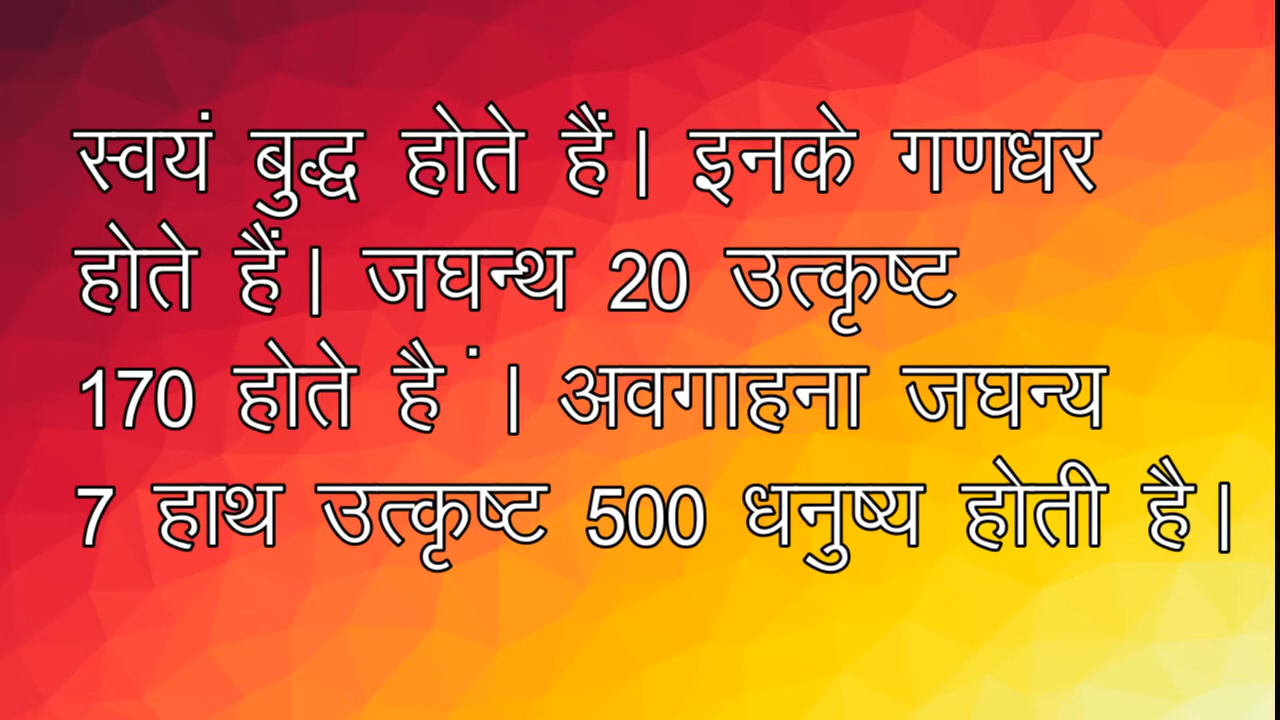 स्वयं बुद्ध होते हैं। इनके गणधर
होते हैं। जघन्थ 20 उत्कृष्ट
170 होते है ं । अवगाहना जघन्य
7 हाथ उत्कृष्ट 500 धनुष्य होती है।